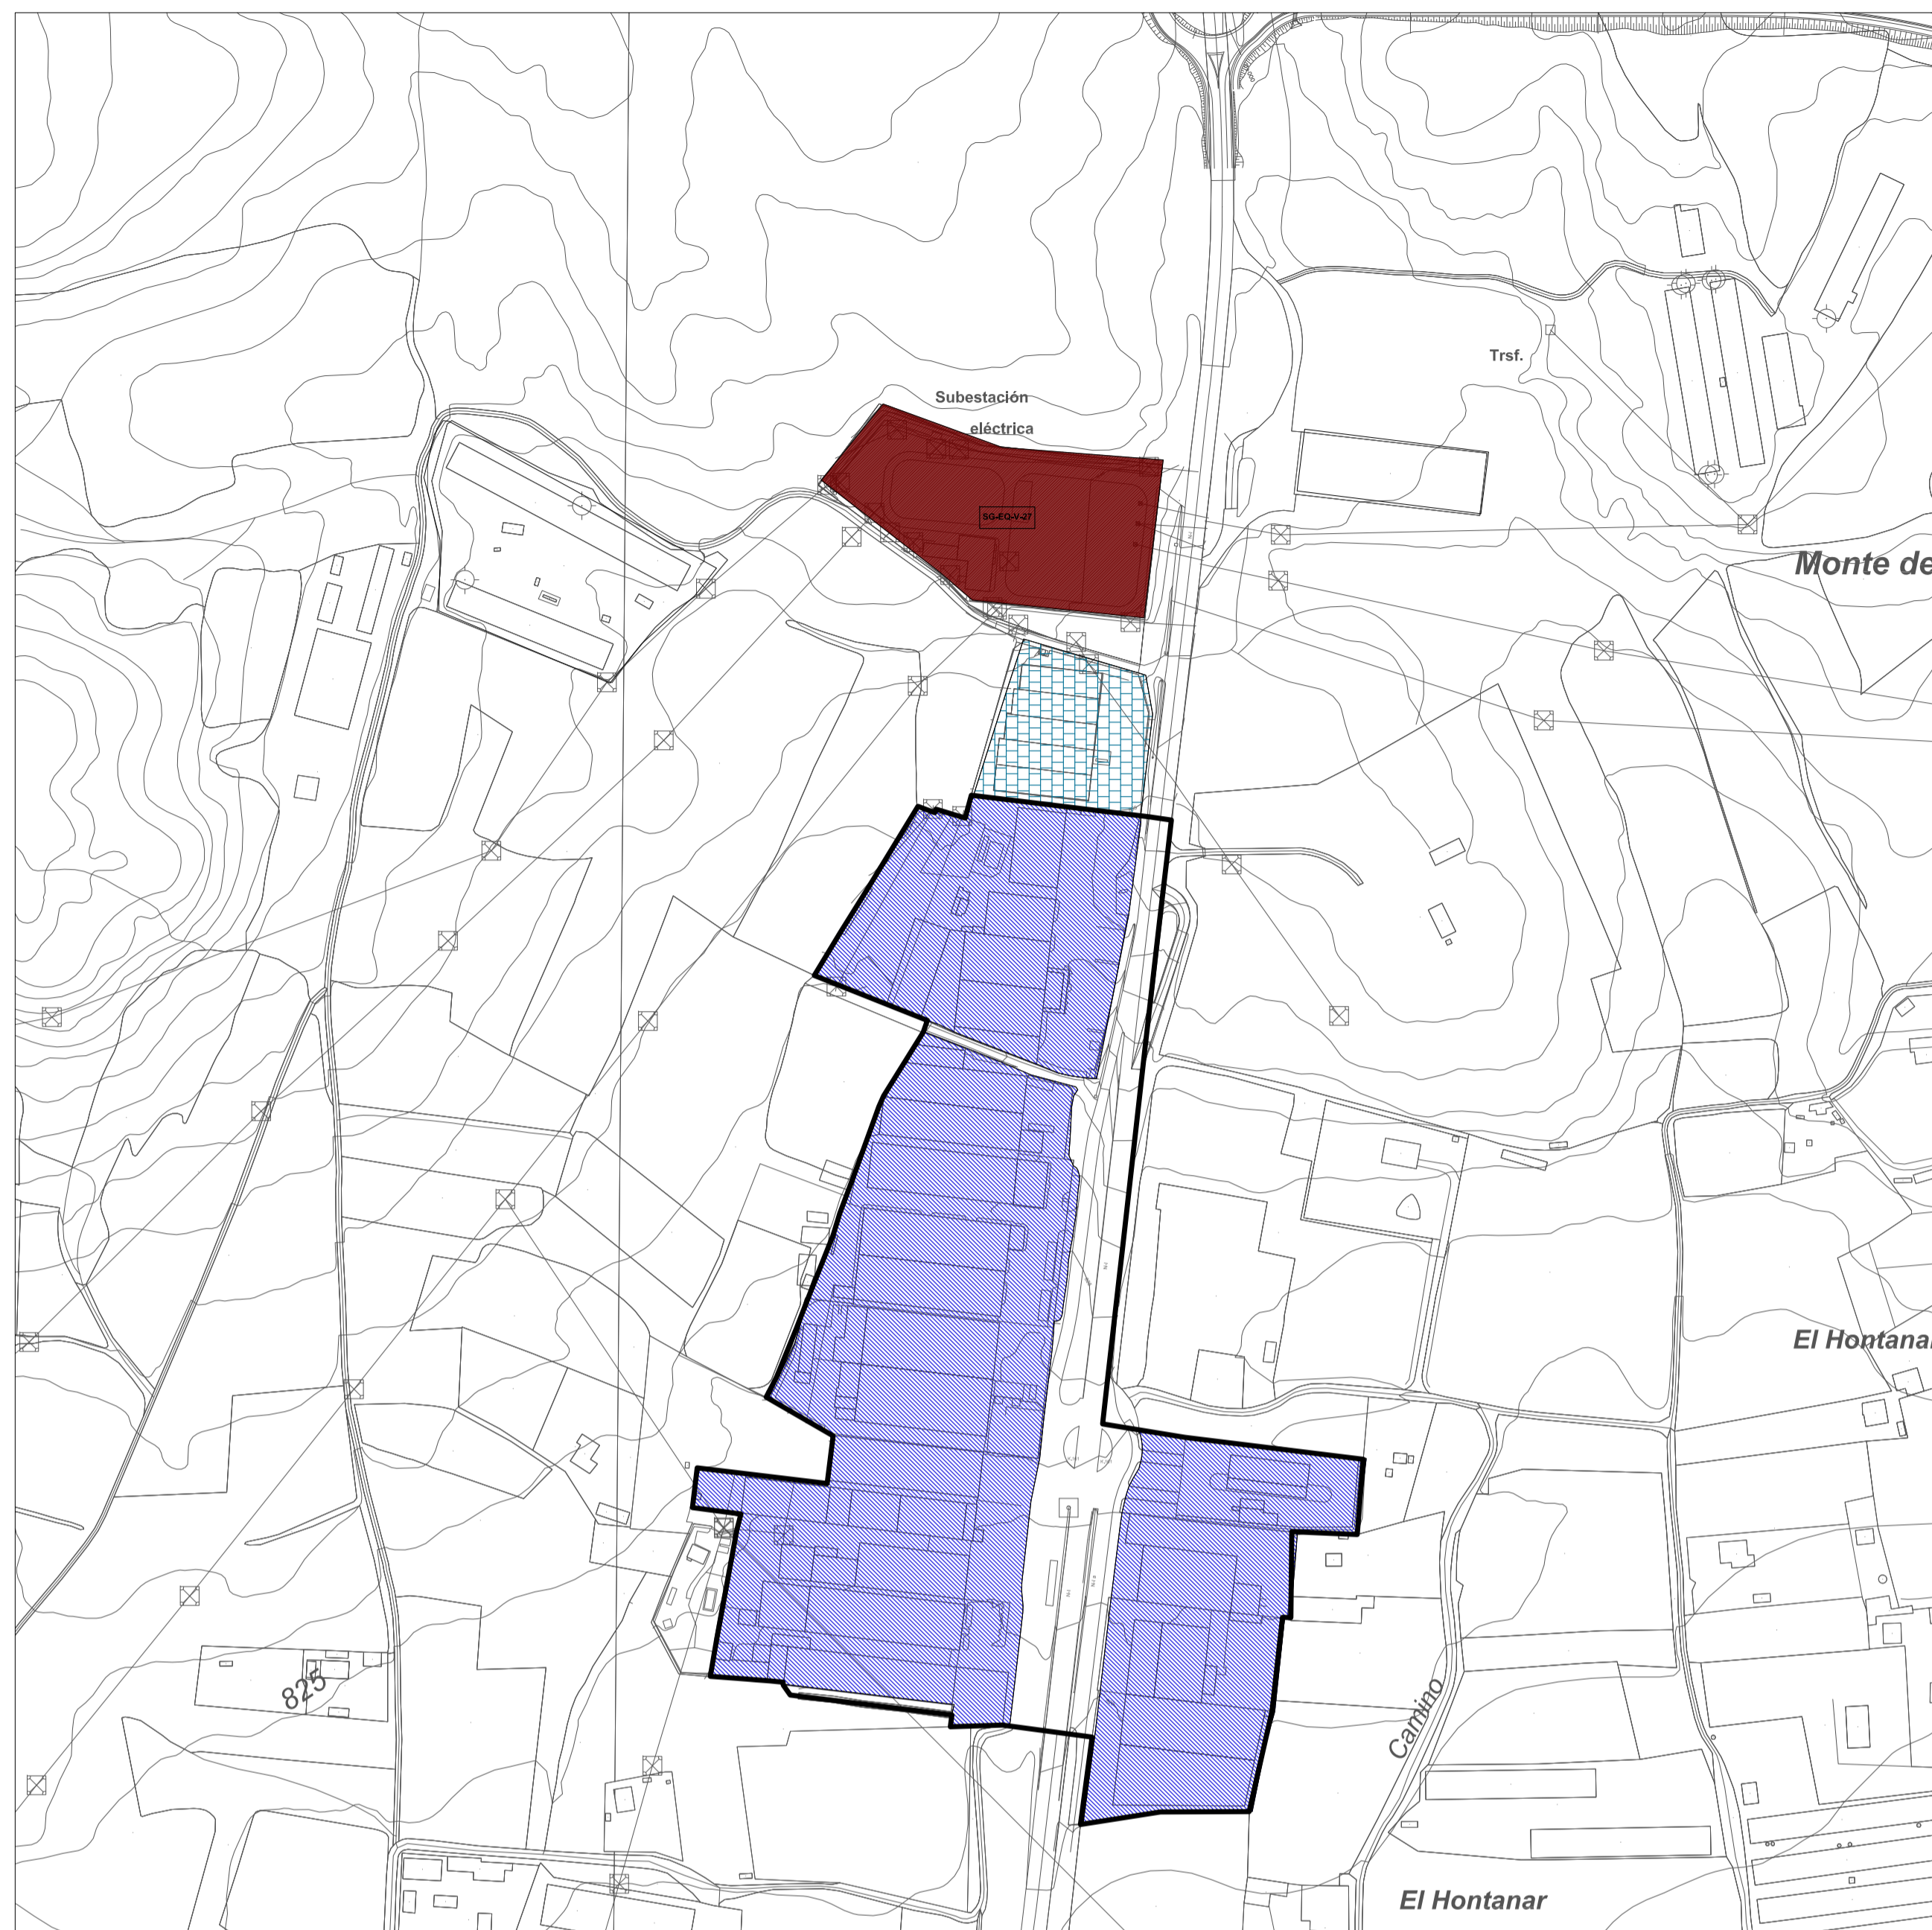 Subestación
eléctrica
Trsf.
SG-EQ-V-27
Monte de
El Hontanar
825
Camino
El Hontanar